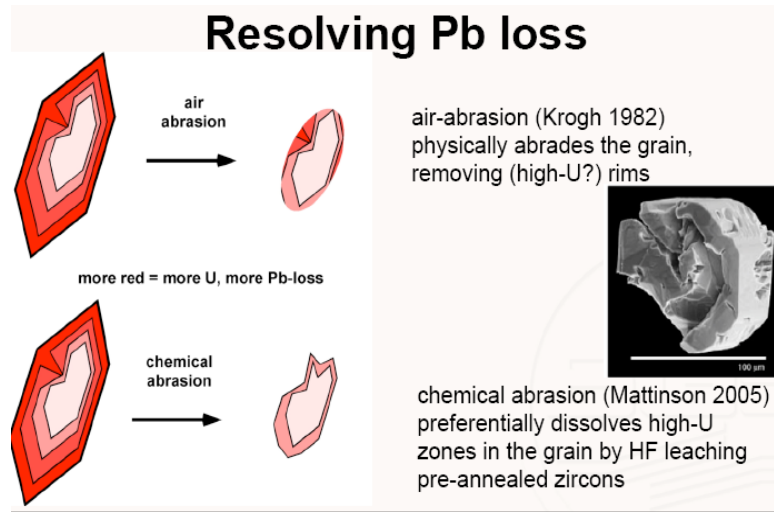 Resolving Pb loss
air
abrasion
air-abrasion (Krogh 1982)
physically abrades the grain,
removing (high-U?) rims
more red = more U, more Pb-loss
100 µm
chemical
abrasion
chemical abrasion (Mattinson 2005)
preferentially dissolves high-U
zones in the grain by HF leaching
pre-annealed zircons